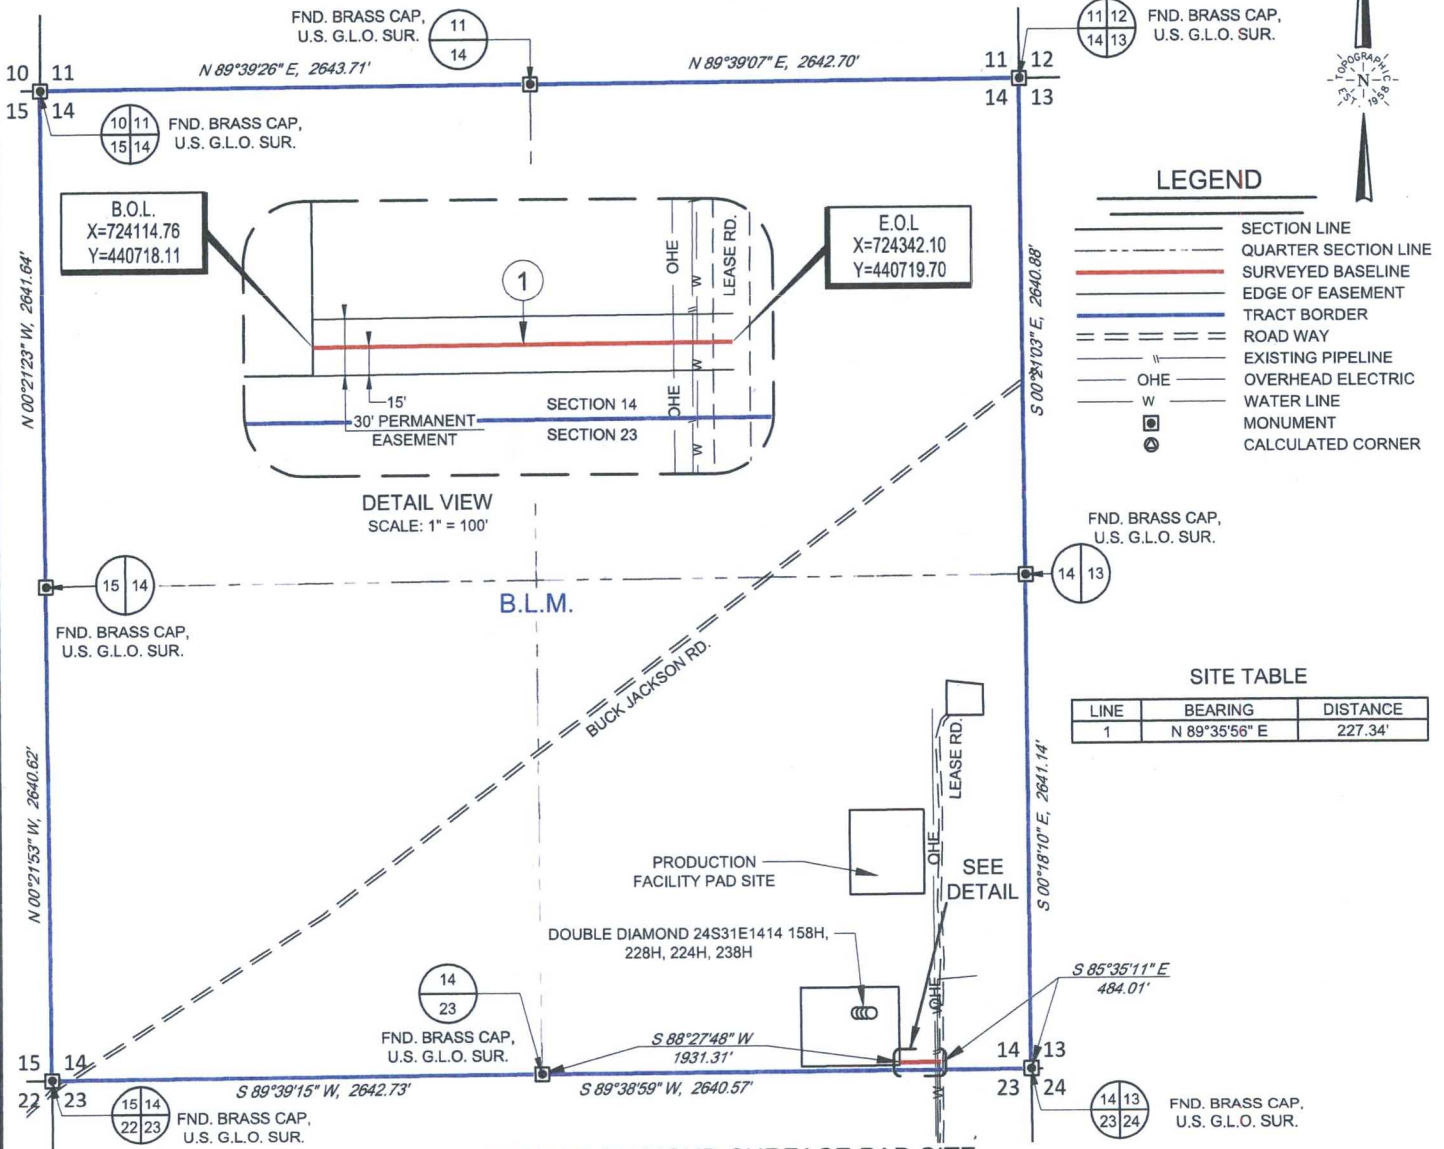 FND. BRASS CAP,
U.S. G.L.O. SUR.
11
14
11 12
14 13
FND. BRASS CAP,
U.S. G.L.O. SUR.
TOPOGRAPHIC
N
EST. 1958
N 89°39'26" E, 2643.71'
N 89°39'07" E, 2642.70'
10 11
15 14
11 12
14 13
10 11
15 14
FND. BRASS CAP,
U.S. G.L.O. SUR.
B.O.L.
X=724114.76
Y=440718.11
E.O.L
X=724342.10
Y=440719.70
1
OHE
W
LEASE RD.
W
OHE
W
15'
30' PERMANENT
EASEMENT
SECTION 14
SECTION 23
DETAIL VIEW
SCALE: 1" = 100'
LEGEND
SECTION LINE
QUARTER SECTION LINE
SURVEYED BASELINE
EDGE OF EASEMENT
TRACT BORDER
ROAD WAY
EXISTING PIPELINE
OHE OVERHEAD ELECTRIC
W WATER LINE
MONUMENT
CALCULATED CORNER
N 00°21'23" W, 2641.64'
S 00°21'03" E, 2640.88'
15 14
FND. BRASS CAP,
U.S. G.L.O. SUR.
B.L.M.
FND. BRASS CAP,
U.S. G.L.O. SUR.
14 13
BUCK JACKSON RD.
SITE TABLE
LINE BEARING DISTANCE
1 N 89°35'56" E 227.34'
N 00°21'53" W, 2640.62'
S 00°18'10" E, 2641.14'
LEASE RD.
OHE
W
PRODUCTION
FACILITY PAD SITE
SEE
DETAIL
DOUBLE DIAMOND 24S31E1414 158H,
228H, 224H, 238H
OHE
W
S 85°35'11" E
484.01'
14
23
FND. BRASS CAP,
U.S. G.L.O. SUR.
S 88°27'48" W
1931.31'
15 14
22 23
14 13
23 24
S 89°39'15" W, 2642.73'
S 89°38'59" W, 2640.57'
W
15 14
22 23
FND. BRASS CAP,
U.S. G.L.O. SUR.
14 13
23 24
FND. BRASS CAP,
U.S. G.L.O. SUR.